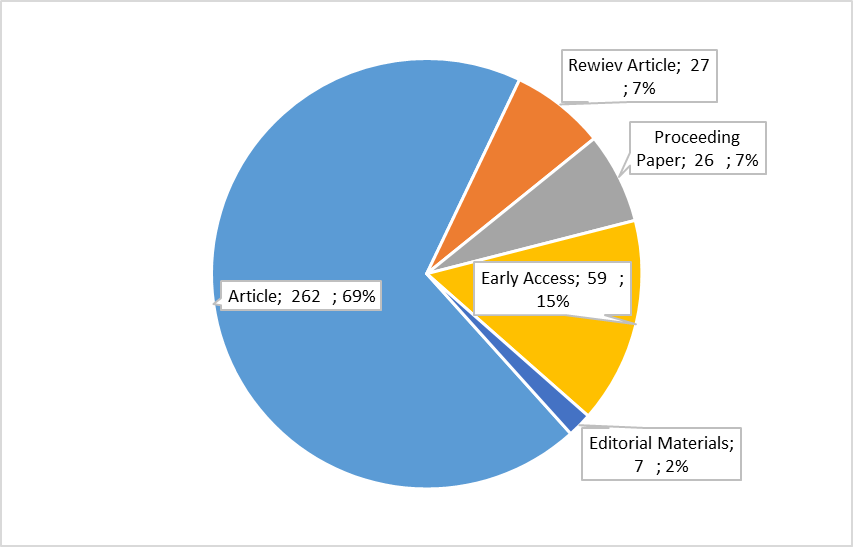 Rewiev Article; 27
; 7%
Proceeding
Paper; 26 ; 7%
Early Access; 59 ;
15%
Article; 262 ; 69%
Editorial Materials;
7 ; 2%